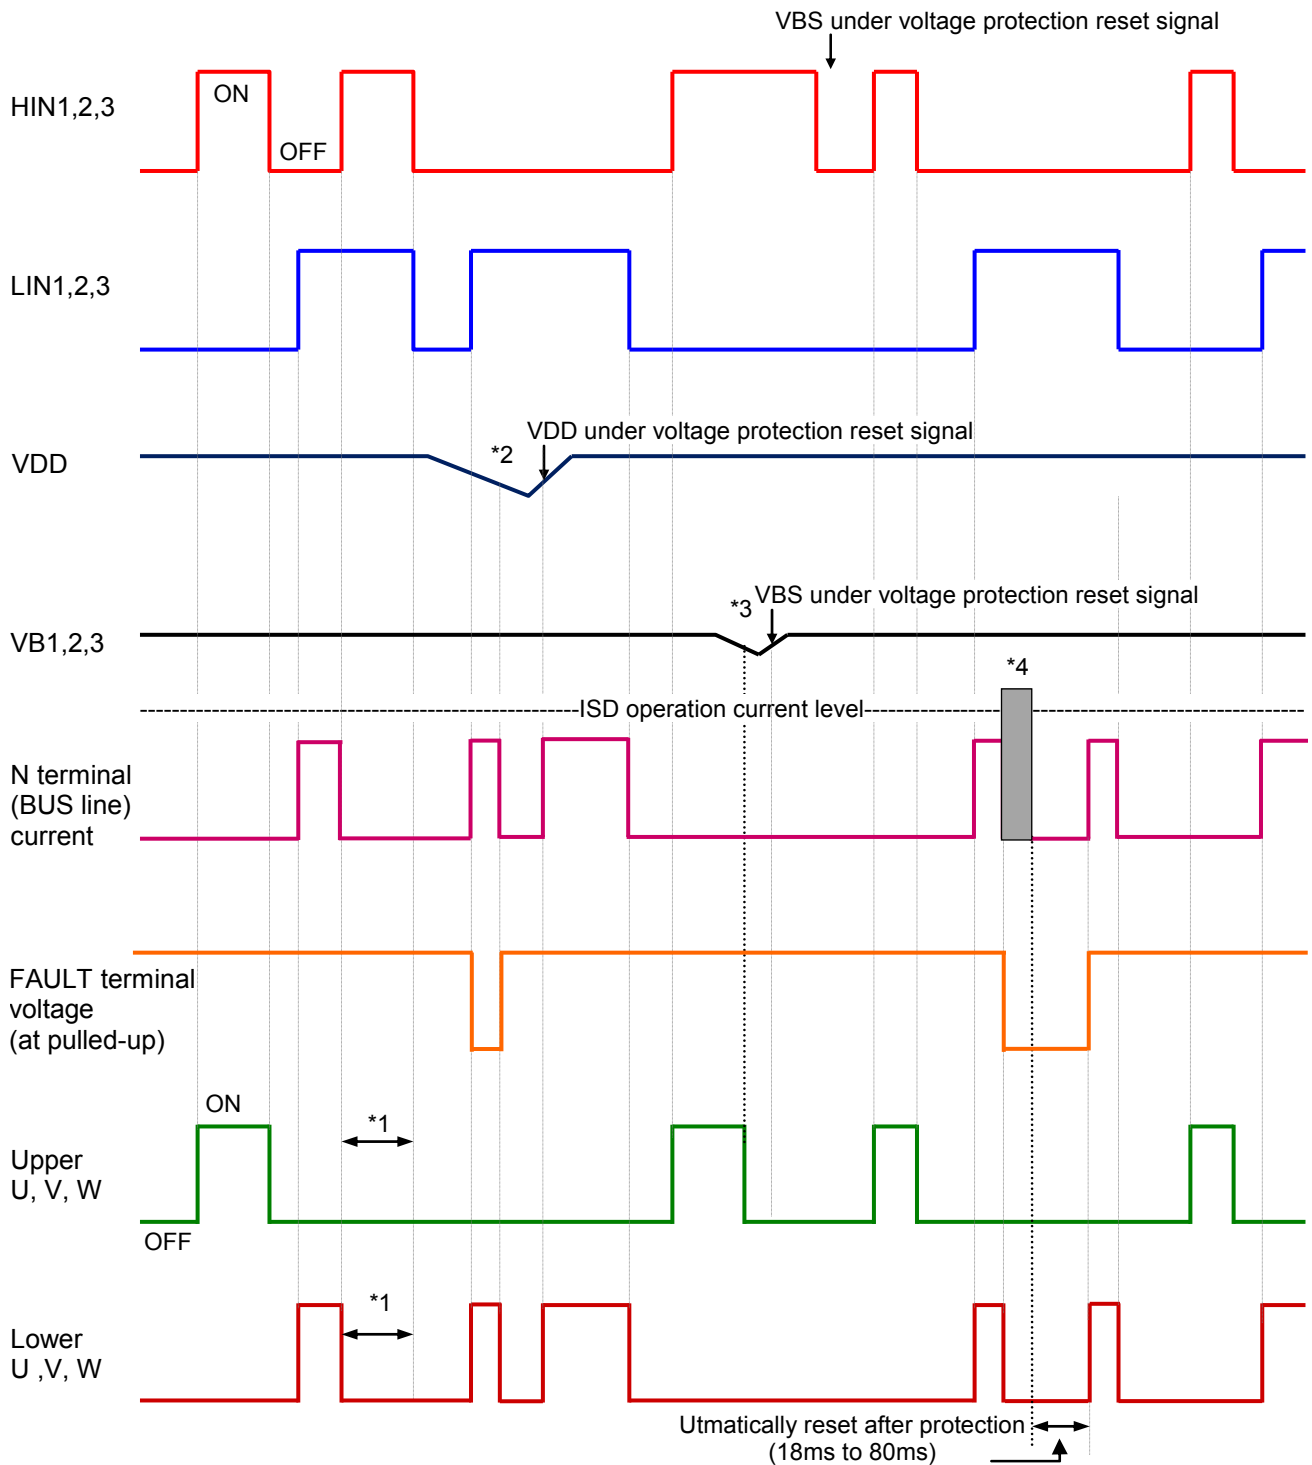 VBS under voltage protection reset signal
HIN1,2,3
ON
OFF
LIN1,2,3
VDD under voltage protection reset signal
*2
VDD
VBS under voltage protection reset signal
*3
VB1,2,3
*4
ISD operation current level
N terminal
(BUS line)
current
FAULT terminal
voltage
(at pulled-up)
ON
*1
Upper
U, V, W
OFF
*1
Lower
U ,V, W
Utmatically reset after protection
(18ms to 80ms)